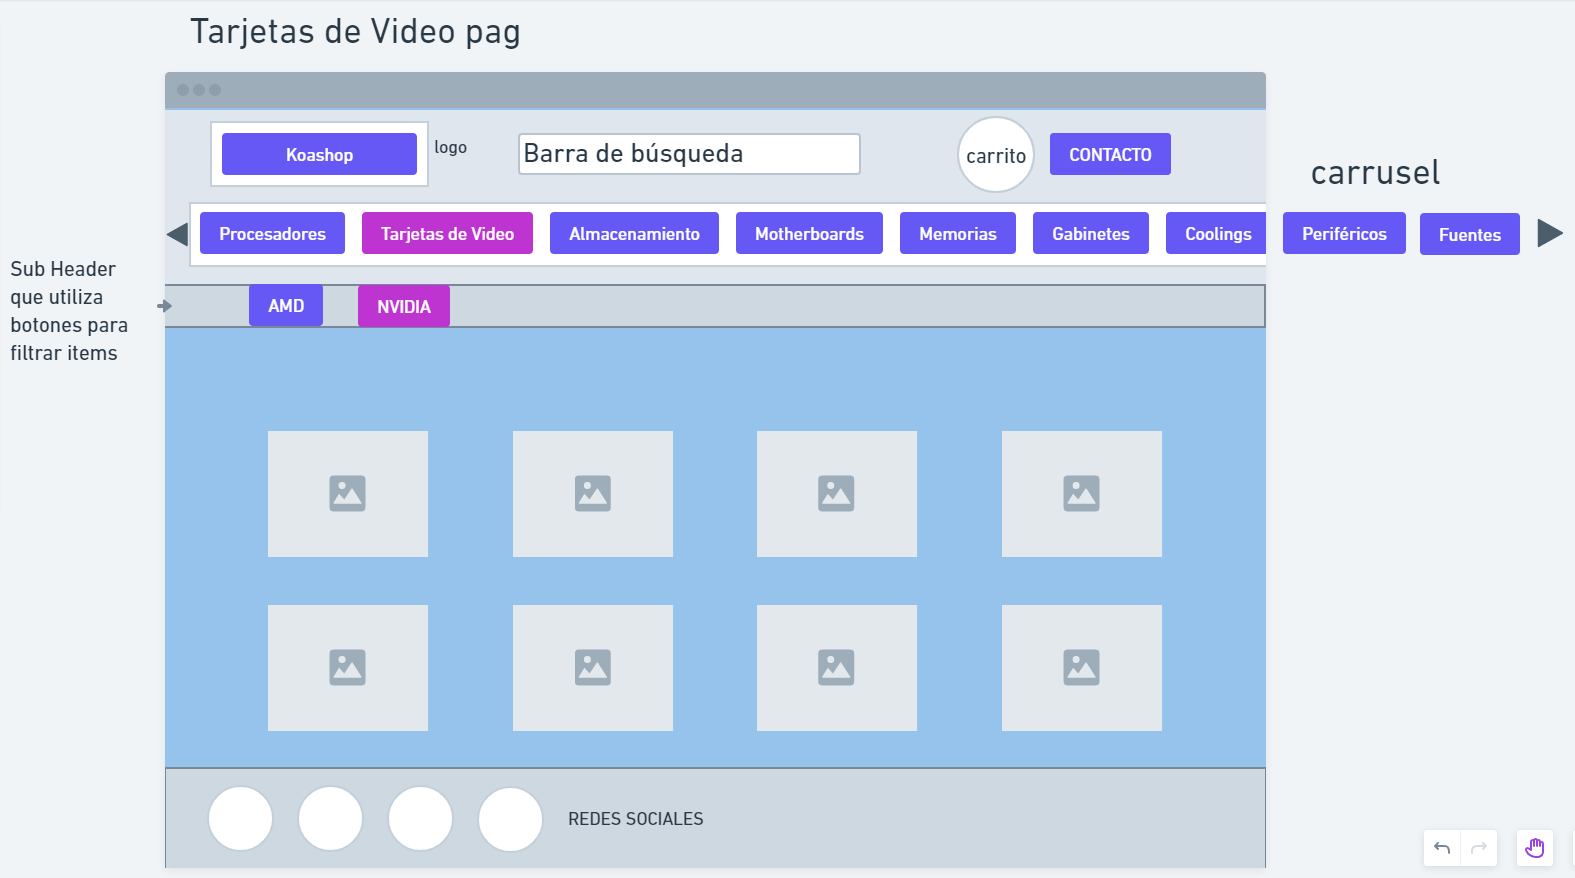 Tarjetas de Video pag
Koashop
logo
Barra de búsqueda
carrito
CONTACTO
carrusel
Procesadores
Tarjetas de Video
Almacenamiento
Motherboards
Memorias
Gabinetes
Coolings
Periféricos
Fuentes
Sub Header
que utiliza
botones para
filtrar items
AMD
NVIDIA
REDES SOCIALES